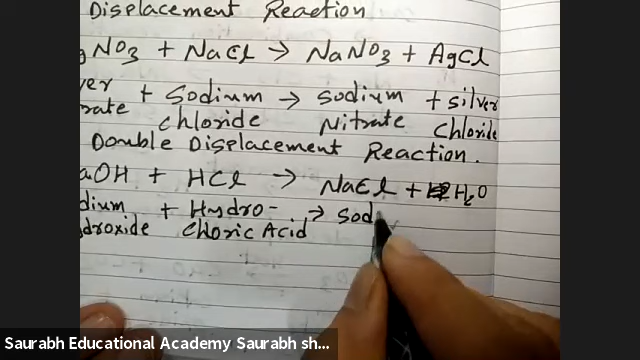 Displacement Reaction
gNO3 + NaCl → NaNO3 + AgCl
ver + Sodium → sodium + silver
rate chloride Nitrate Chloride
Double Displacement Reaction.
aOH + HCl → NaCl + H2O
dium + Hydro- → Sod
droxide Chloric Acid
Saurabh Educational Academy Saurabh sh...